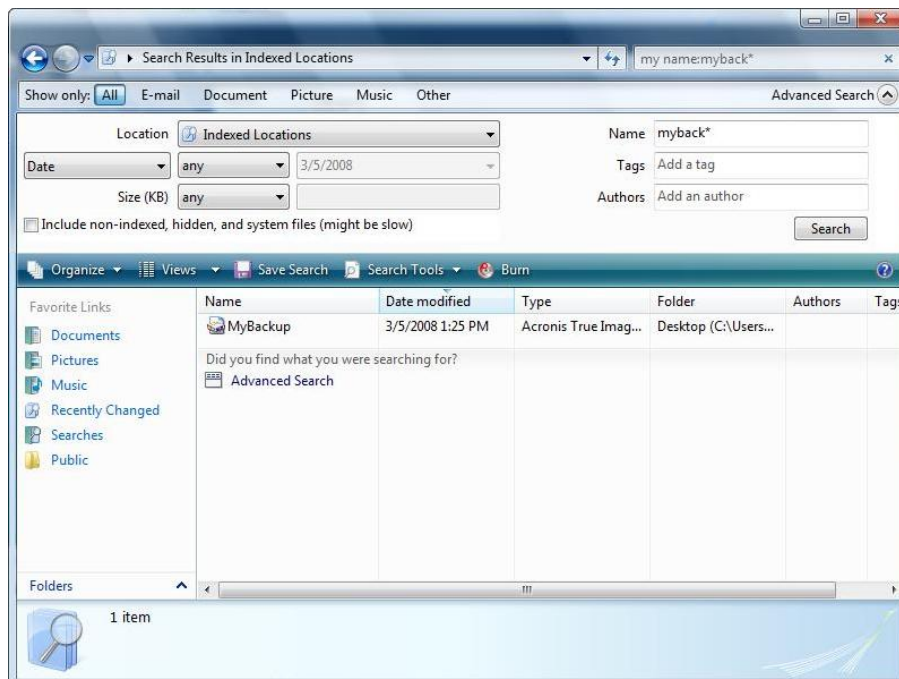 Search Results in Indexed Locations
my name:myback*
Show only: All E-mail Document Picture Music Other Advanced Search
Location Indexed Locations Name myback*
Date any 3/5/2008 Tags Add a tag
Size (KB) any Authors Add an author
Include non-indexed, hidden, and system files (might be slow) Search
Organize Views Save Search Search Tools Burn
Favorite Links
Documents
Pictures
Music
Recently Changed
Searches
Public
Folders
Name Date modified Type Folder Authors Tags
MyBackup 3/5/2008 1:25 PM Acronis True Imag... Desktop (C:\Users...
Did you find what you were searching for?
Advanced Search
1 item